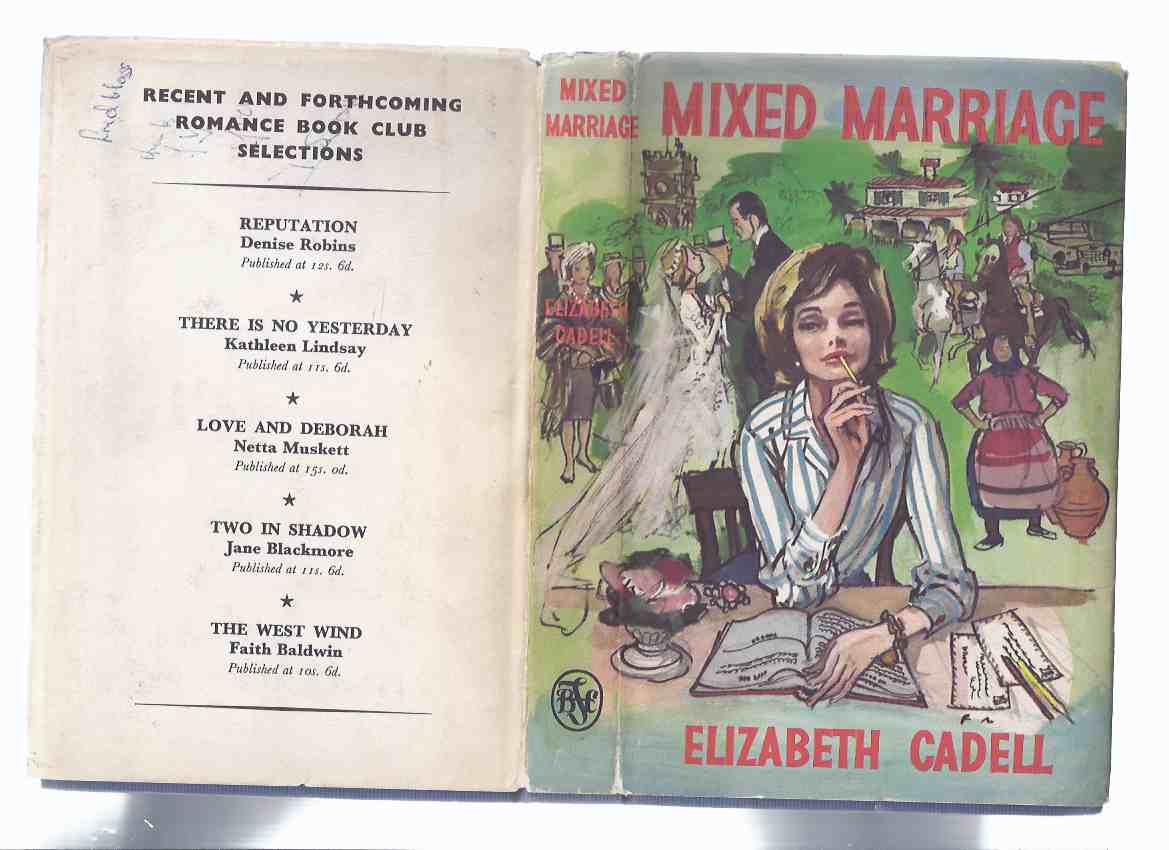 RECENT AND FORTHCOMING
ROMANCE BOOK CLUB
SELECTIONS
REPUTATION
Denise Robins
Published at 12s. 6d.
★
THERE IS NO YESTERDAY
Kathleen Lindsay
Published at 11s. 6d.
★
LOVE AND DEBORAH
Netta Muskett
Published at 15s. 0d.
★
TWO IN SHADOW
Jane Blackmore
Published at 11s. 6d.
★
THE WEST WIND
Faith Baldwin
Published at 10s. 6d.
MIXED
MARRIAGE
ELIZABETH
CADELL
MIXED MARRIAGE
ELIZABETH CADELL